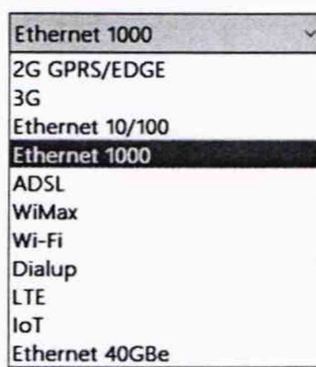 Ethernet 1000
2G GPRS/EDGE
3G
Ethernet 10/100
Ethernet 1000
ADSL
WiMax
Wi-Fi
Dialup
LTE
IoT
Ethernet 40GBe